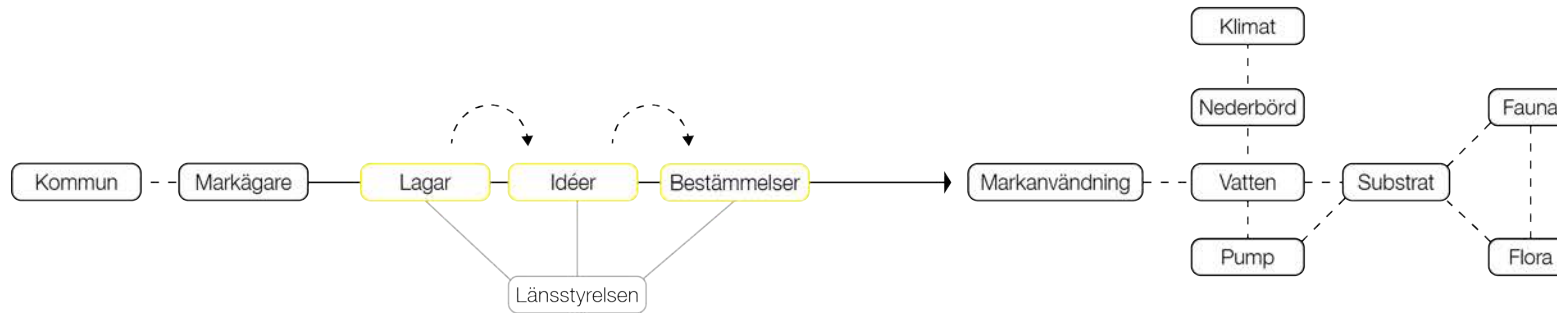 Klimat
Nederbörd
Fauna
Kommun
Markägare
Lagar
Idéer
Bestämmelser
Markanvändning
Vatten
Substrat
Pump
Flora
Länsstyrelsen